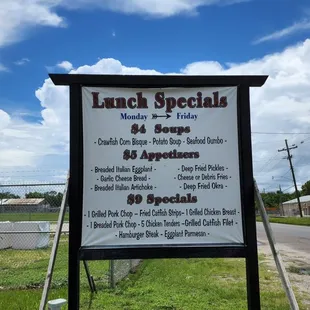 Lunch Specials
Monday Friday
$4 Soups
- Crawfish Corn Bisque - Potato Soup - Seafood Gumbo -
$5 Appetizers
- Breaded Italian Eggplant
- Garlic Cheese Bread -
- Breaded Italian Artichoke
- Deep Fried Pickles -
- Cheese or Debris Fries -
- Deep Fried Okra -
$9 Specials
1 Grilled Pork Chop - Fried Catfish Strips - 1 Grilled Chicken Breast
- 1 Breaded Pork Chop - 5 Chicken Tenders -Grilled Catfish Filet -
- Hamburger Steak - Eggplant Parmesan -